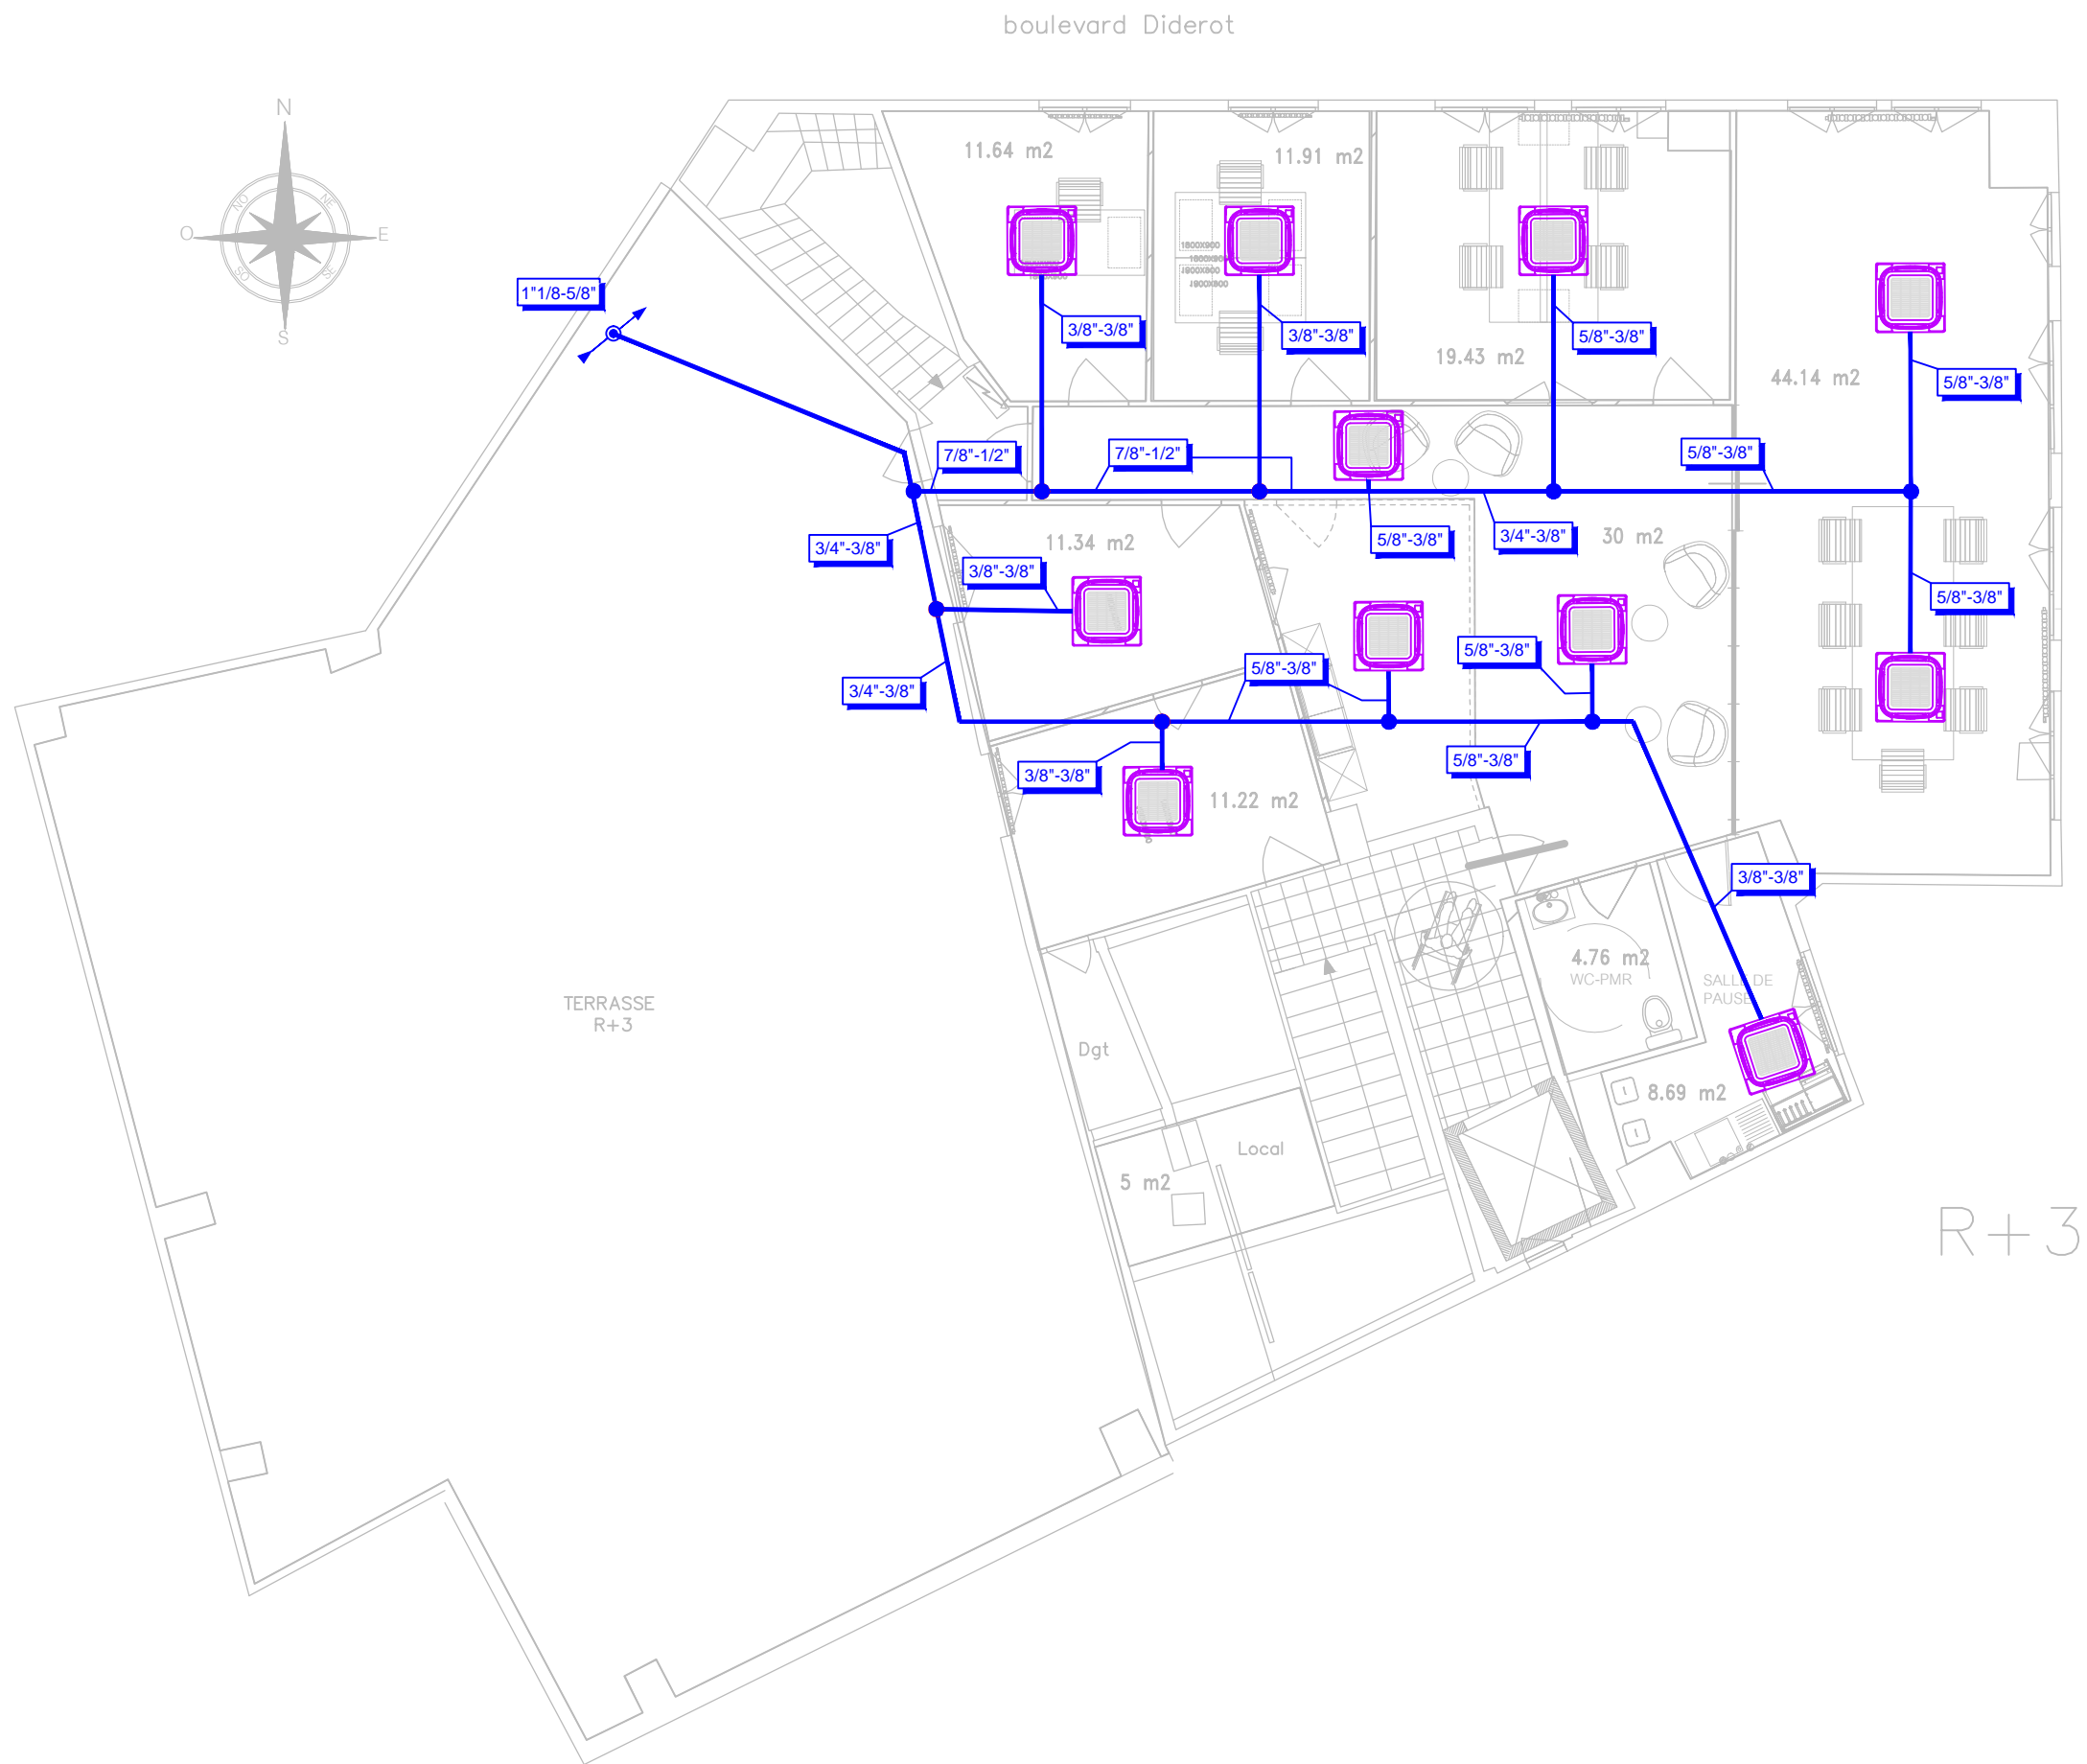 boulevard Diderot
N
NO
NE
O
E
SO
SE
S
11.64 m2
11.91 m2
1800X900
1"1/8-5/8"
3/8"-3/8"
3/8"-3/8"
5/8"-3/8"
19.43 m2
44.14 m2
5/8"-3/8"
7/8"-1/2"
7/8"-1/2"
5/8"-3/8"
3/4"-3/8"
11.34 m2
5/8"-3/8"
3/4"-3/8"
30 m2
3/8"-3/8"
5/8"-3/8"
5/8"-3/8"
5/8"-3/8"
3/4"-3/8"
3/8"-3/8"
5/8"-3/8"
11.22 m2
3/8"-3/8"
4.76 m2
WC-PMR
SALLE DE
PAUSE
TERRASSE
R+3
Dgt
8.69 m2
Local
5 m2
R+3